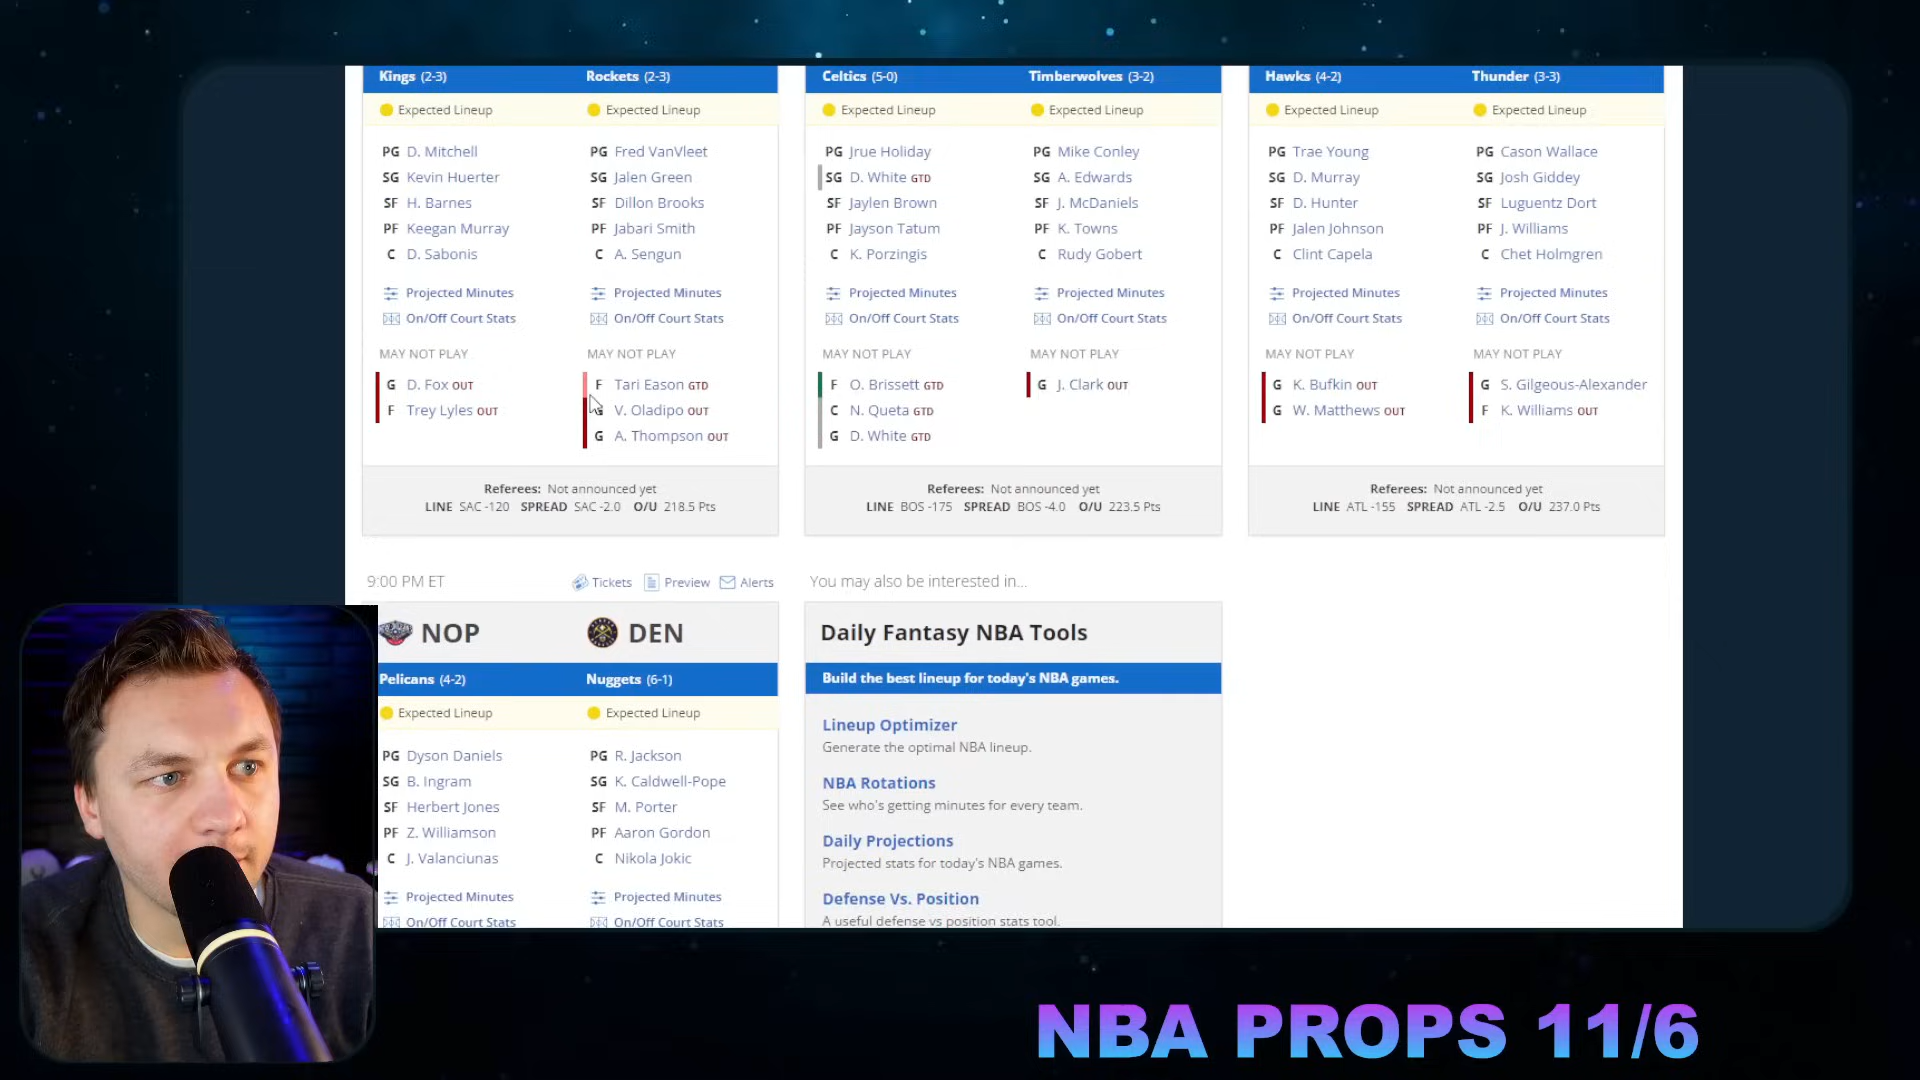 Kings (2-3) Rockets (2-3)
Expected Lineup Expected Lineup
PG D. Mitchell PG Fred VanVleet
SG Kevin Huerter SG Jalen Green
SF H. Barnes SF Dillon Brooks
PF Keegan Murray PF Jabari Smith
C D. Sabonis C A. Sengun
Projected Minutes Projected Minutes
On/Off Court Stats On/Off Court Stats
MAY NOT PLAY MAY NOT PLAY
G D. Fox OUT F Tari Eason GTD
F Trey Lyles OUT G V. Oladipo OUT
G A. Thompson OUT
Referees: Not announced yet
LINE SAC -120 SPREAD SAC -2.0 O/U 218.5 Pts
Celtics (5-0) Timberwolves (3-2)
Expected Lineup Expected Lineup
PG Jrue Holiday PG Mike Conley
SG D. White GTD SG A. Edwards
SF Jaylen Brown SF J. McDaniels
PF Jayson Tatum PF K. Towns
C K. Porzingis C Rudy Gobert
Projected Minutes Projected Minutes
On/Off Court Stats On/Off Court Stats
MAY NOT PLAY MAY NOT PLAY
F O. Brissett GTD G J. Clark OUT
C N. Queta GTD
G D. White GTD
Referees: Not announced yet
LINE BOS -175 SPREAD BOS -4.0 O/U 223.5 Pts
Hawks (4-2) Thunder (3-3)
Expected Lineup Expected Lineup
PG Trae Young PG Cason Wallace
SG D. Murray SG Josh Giddey
SF D. Hunter SF Luguentz Dort
PF Jalen Johnson PF J. Williams
C Clint Capela C Chet Holmgren
Projected Minutes Projected Minutes
On/Off Court Stats On/Off Court Stats
MAY NOT PLAY MAY NOT PLAY
G K. Bufkin OUT G S. Gilgeous-Alexander
G W. Matthews OUT F K. Williams OUT
Referees: Not announced yet
LINE ATL -155 SPREAD ATL -2.5 O/U 237.0 Pts
9:00 PM ET Tickets Preview Alerts
NOP DEN
Pelicans (4-2) Nuggets (6-1)
Expected Lineup Expected Lineup
PG Dyson Daniels PG R. Jackson
SG B. Ingram SG K. Caldwell-Pope
SF Herbert Jones SF M. Porter
PF Z. Williamson PF Aaron Gordon
C J. Valanciunas C Nikola Jokic
Projected Minutes Projected Minutes
On/Off Court Stats On/Off Court Stats
You may also be interested in...
Daily Fantasy NBA Tools
Build the best lineup for today's NBA games.
Lineup Optimizer
Generate the optimal NBA lineup.
NBA Rotations
See who's getting minutes for every team.
Daily Projections
Projected stats for today's NBA games.
Defense Vs. Position
A useful defense vs position stats tool.
NBA PROPS 11/6